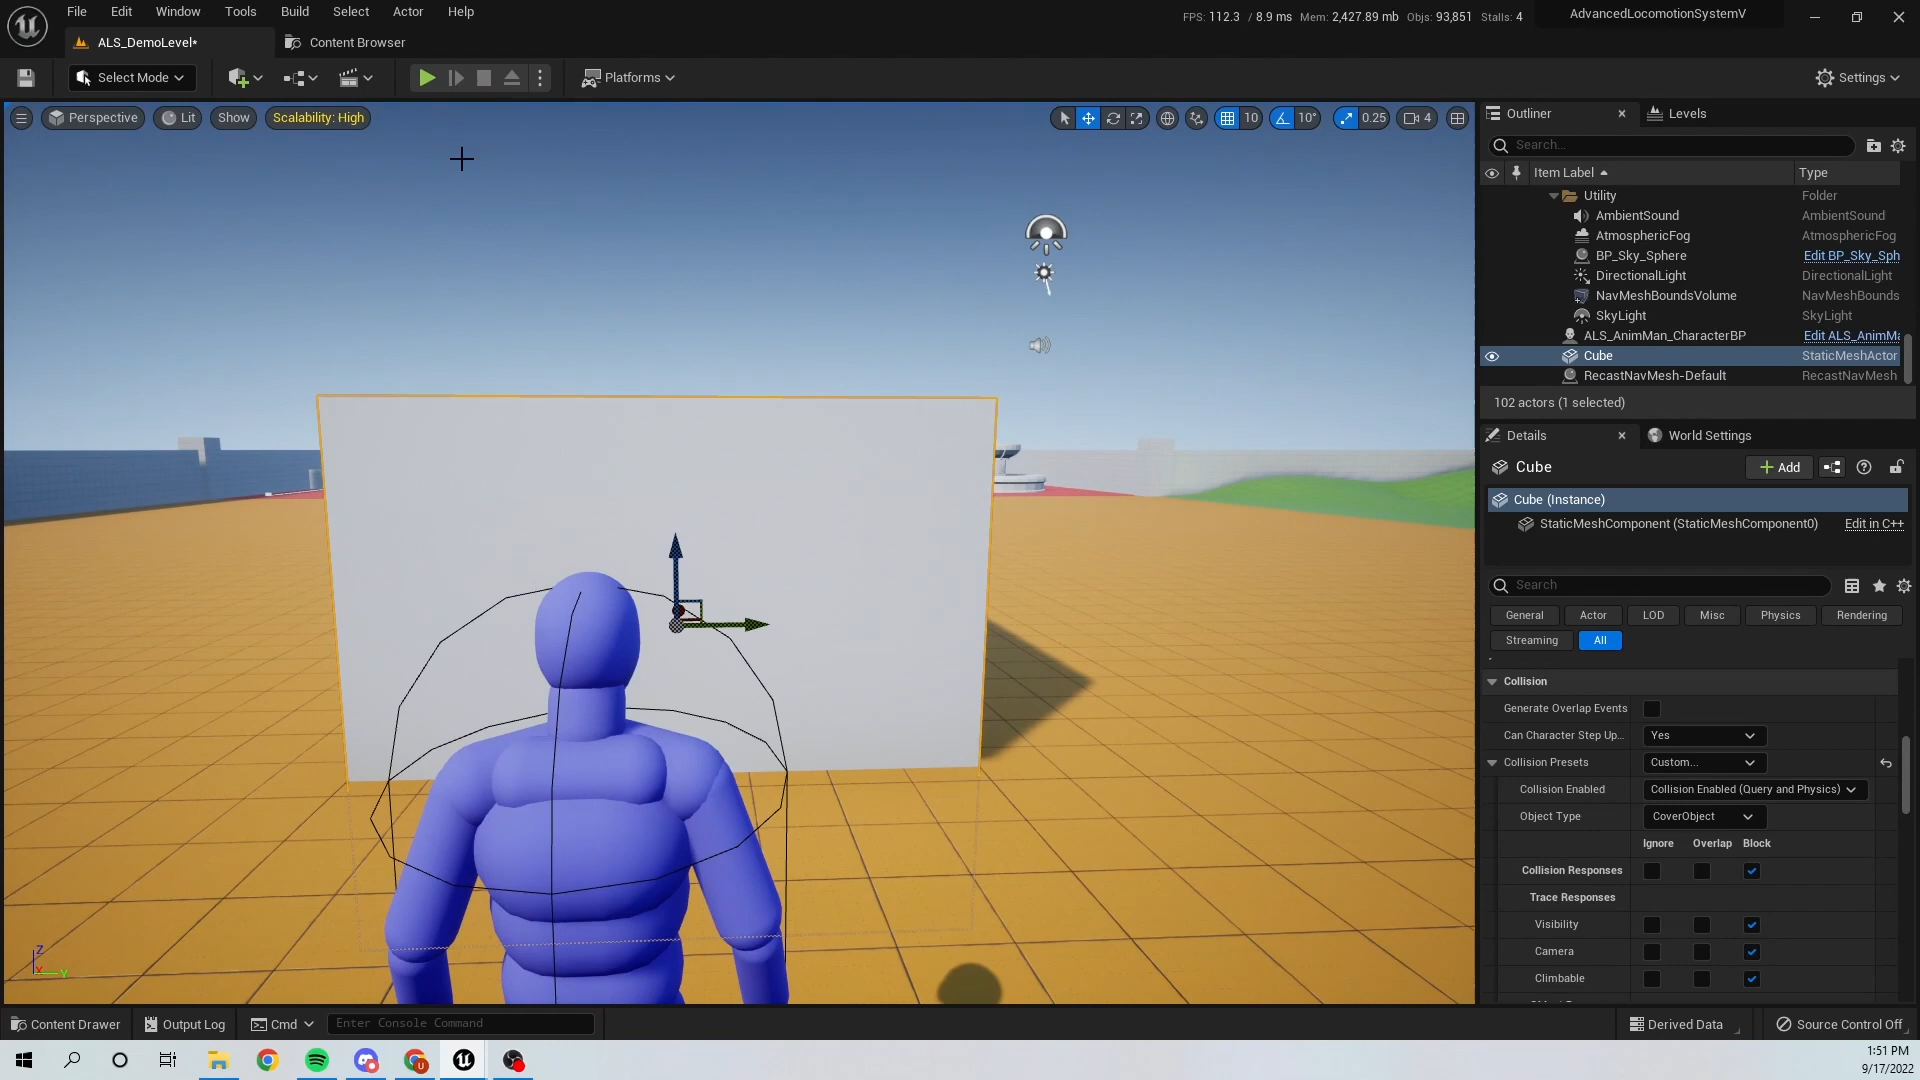 File Edit Window Tools Build Select Actor Help
FPS: 112.3 / 8.9 ms Mem: 2,427.89 mb Objs: 93,851 Stalls: 4
AdvancedLocomotionSystemV
ALS_DemoLevel*
Content Browser
Select Mode
Platforms
Settings
Perspective
Lit
Show
Scalability: High
10
10°
0.25
4
Outliner
Levels
Search...
Item Label
Type
Utility
Folder
AmbientSound
AmbientSound
AtmosphericFog
AtmosphericFog
BP_Sky_Sphere
Edit BP_Sky_Sph
DirectionalLight
DirectionalLight
NavMeshBoundsVolume
NavMeshBounds
SkyLight
SkyLight
ALS_AnimMan_CharacterBP
Edit ALS_AnimMa
Cube
StaticMeshActor
RecastNavMesh-Default
RecastNavMesh
102 actors (1 selected)
Details
World Settings
Cube
Add
Cube (Instance)
StaticMeshComponent (StaticMeshComponent0)
Edit in C++
Search
General
Actor
LOD
Misc
Physics
Rendering
Streaming
All
Collision
Generate Overlap Events
Can Character Step Up...
Yes
Collision Presets
Custom...
Collision Enabled
Collision Enabled (Query and Physics)
Object Type
CoverObject
Ignore
Overlap
Block
Collision Responses
Trace Responses
Visibility
Camera
Climbable
Z
X
Y
Content Drawer
Output Log
Cmd
Enter Console Command
Derived Data
Source Control Off
1:51 PM
9/17/2022